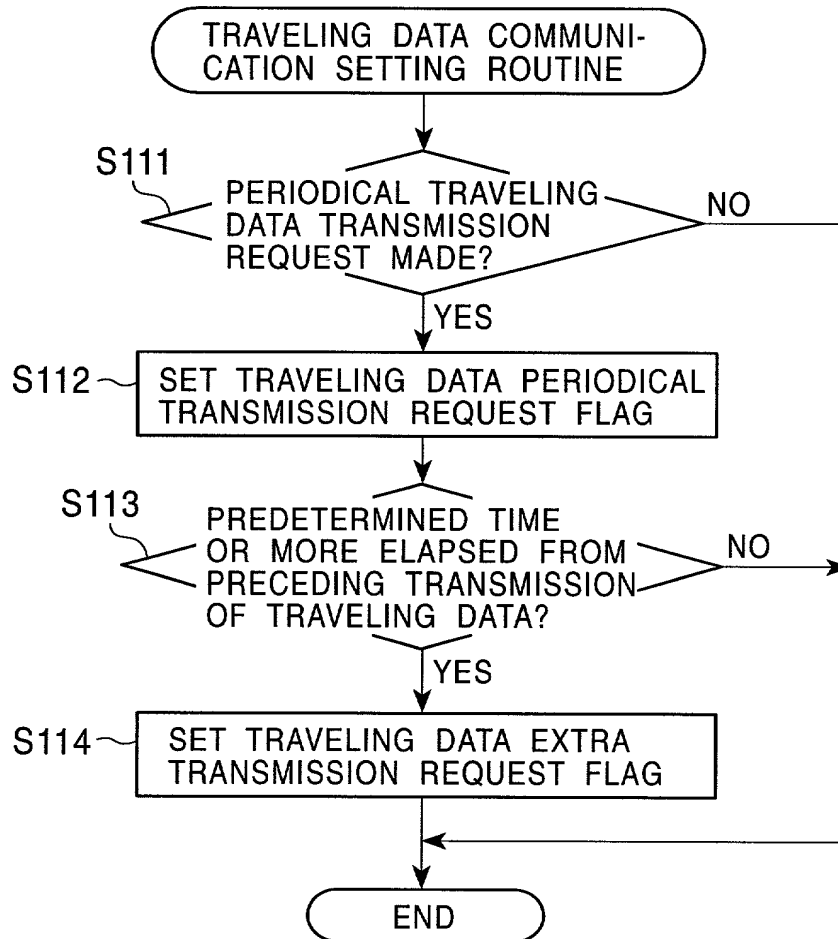 TRAVELING DATA COMMUNI-
CATION SETTING ROUTINE
S111
PERIODICAL TRAVELING
DATA TRANSMISSION
REQUEST MADE?
NO
YES
S112
SET TRAVELING DATA PERIODICAL
TRANSMISSION REQUEST FLAG
S113
PREDETERMINED TIME
OR MORE ELAPSED FROM
PRECEDING TRANSMISSION
OF TRAVELING DATA?
NO
YES
S114
SET TRAVELING DATA EXTRA
TRANSMISSION REQUEST FLAG
END